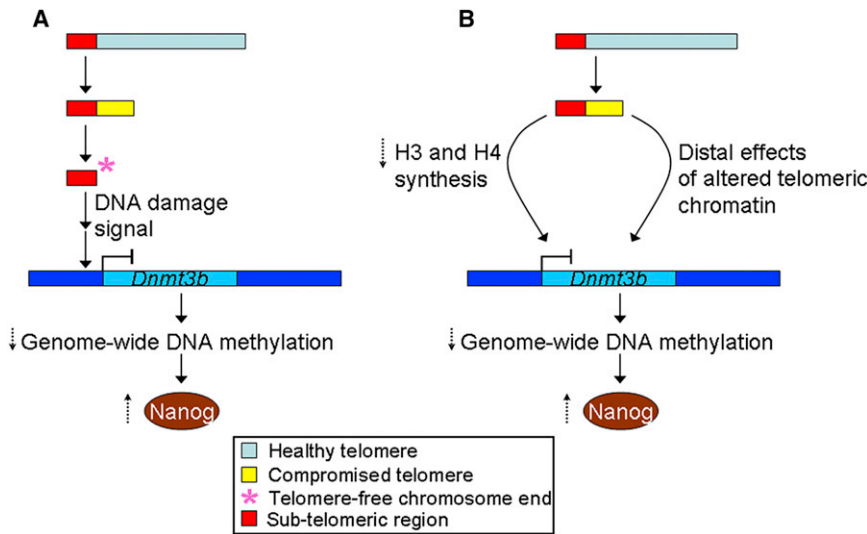 A
B
*
DNA damage
signal
Dnmt3b
Genome-wide DNA methylation
Nanog
H3 and H4
synthesis
Distal effects
of altered telomeric
chromatin
Dnmt3b
Genome-wide DNA methylation
Nanog
Healthy telomere
Compromised telomere
* Telomere-free chromosome end
Sub-telomeric region